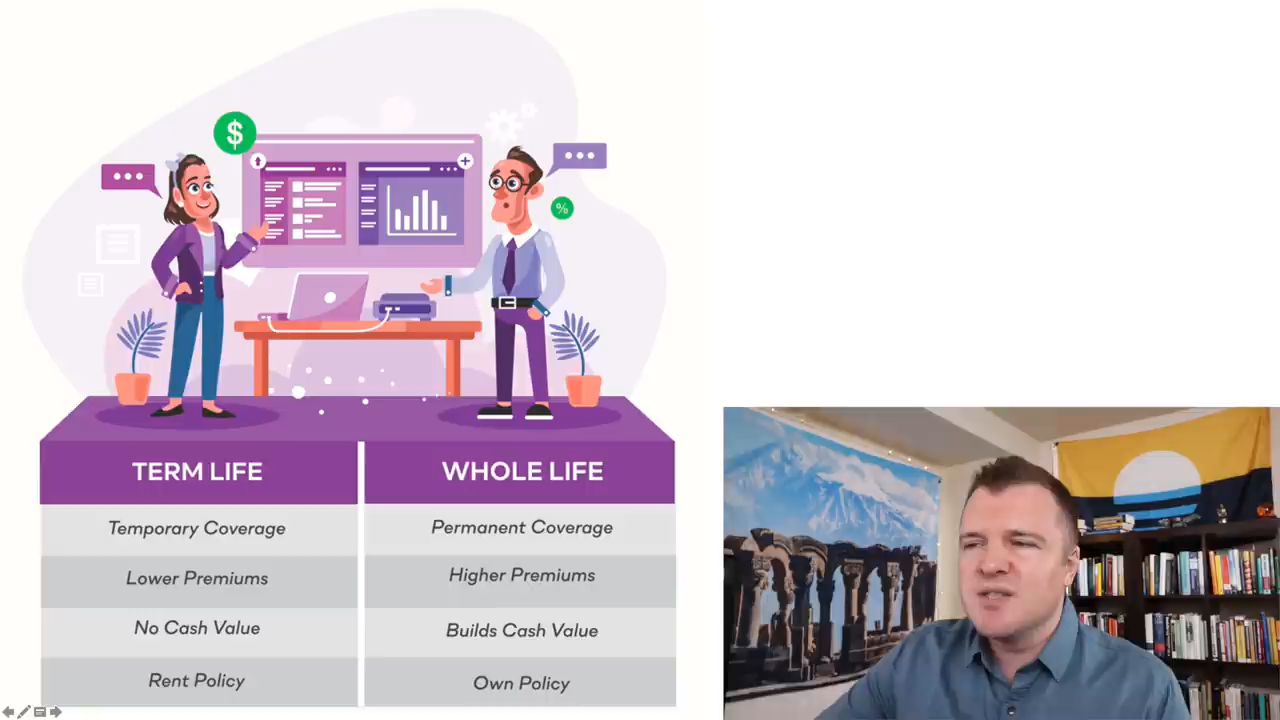 $
%
TERM LIFE
WHOLE LIFE
Temporary Coverage
Permanent Coverage
Lower Premiums
Higher Premiums
No Cash Value
Builds Cash Value
Rent Policy
Own Policy